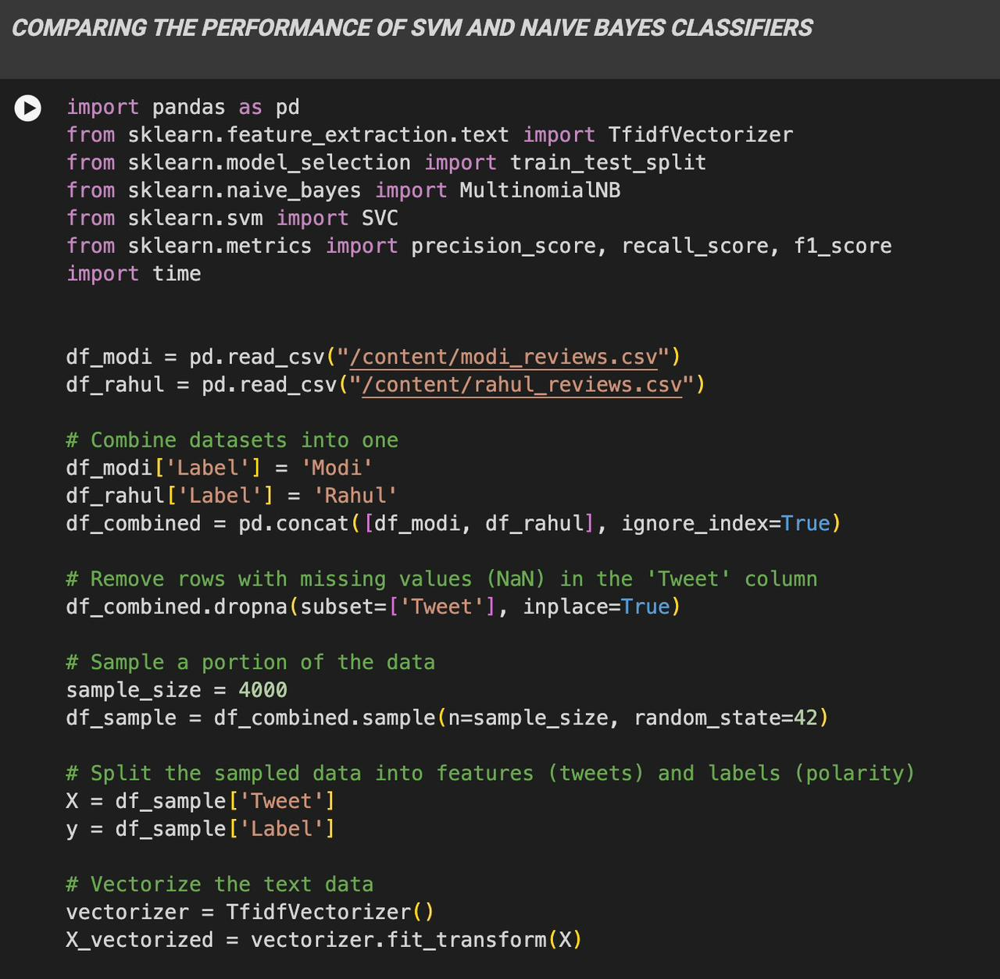 COMPARING THE PERFORMANCE OF SVM AND NAIVE BAYES CLASSIFIERS
import pandas as pd
from sklearn.feature_extraction.text import TfidfVectorizer
from sklearn.model_selection import train_test_split
from sklearn.naive_bayes import MultinomialNB
from sklearn.svm import SVC
from sklearn.metrics import precision_score, recall_score, f1_score
import time
df_modi = pd.read_csv("/content/modi_reviews.csv")
df_rahul = pd.read_csv("/content/rahul_reviews.csv")
# Combine datasets into one
df_modi['Label'] = 'Modi'
df_rahul['Label'] = 'Rahul'
df_combined = pd.concat([df_modi, df_rahul], ignore_index=True)
# Remove rows with missing values (NaN) in the 'Tweet' column
df_combined.dropna(subset=['Tweet'], inplace=True)
# Sample a portion of the data
sample_size = 4000
df_sample = df_combined.sample(n=sample_size, random_state=42)
# Split the sampled data into features (tweets) and labels (polarity)
X = df_sample['Tweet']
y = df_sample['Label']
# Vectorize the text data
vectorizer = TfidfVectorizer()
X_vectorized = vectorizer.fit_transform(X)